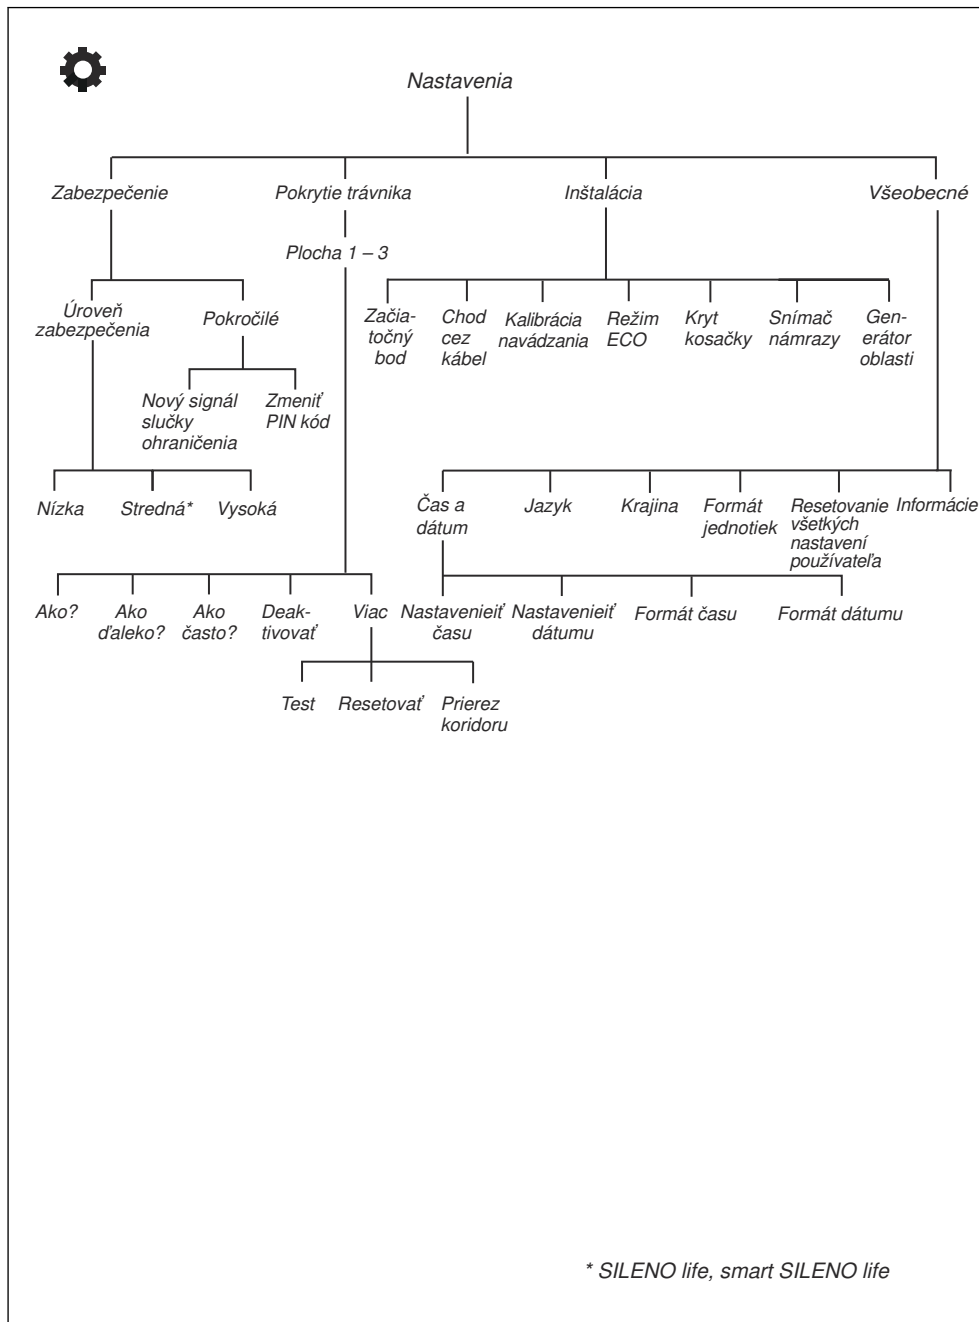 Nastavenia
Zabezpečenie
Pokrytie trávnika
Inštalácia
Všeobecné
Plocha 1 – 3
Úroveň
zabezpečenia
Pokročilé
Začia-
točný
bod
Chod
cez
kábel
Kalibrácia
navádzania
Režim
ECO
Kryt
kosačky
Snímač
námrazy
Gen-
erátor
oblasti
Nový signál
slučky
ohraničenia
Zmeniť
PIN kód
Nízka
Stredná*
Vysoká
Čas a
dátum
Jazyk
Krajina
Formát
jednotiek
Resetovanie
všetkých
nastavení
používateľa
Informácie
Ako?
Ako
ďaleko?
Ako
často?
Deak-
tivovať
Viac
Nastavenieiť
času
Nastavenieiť
dátumu
Formát času
Formát dátumu
Test
Resetovať
Prierez
koridoru
* SILENO life, smart SILENO life